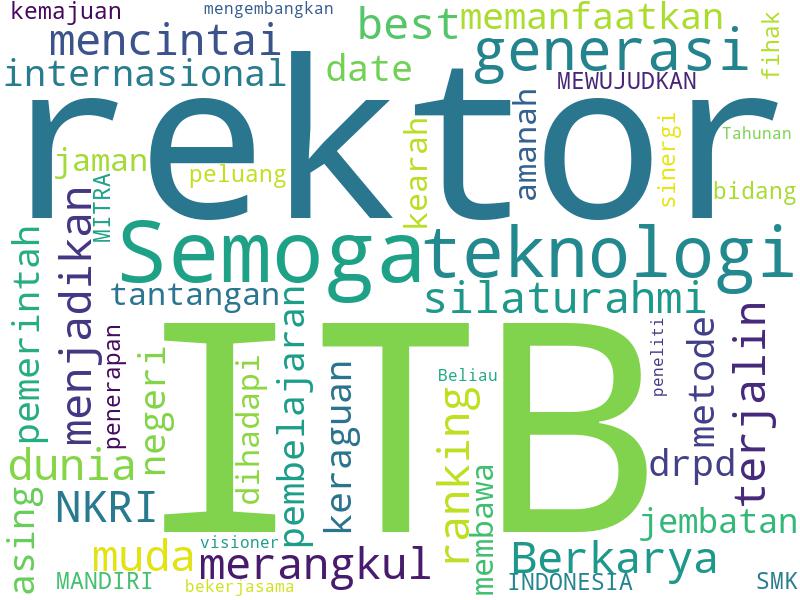 kemajuan
mengembangkan
mencintai
best
memanfaatkan
fihak
internasional
date
generasi
MEWUJUDKAN
rektor
jaman
peluang
kearah
amanah
sinergi
Tahunan
bidang
MITRA
Semoga
teknologi
pemerintah
menjadikan
tantangan
silaturahmi
ITB
penerapan
negeri
dihadapi
pembelajaran
keraguan
Beliau
ranking
peneliti
metode
terjalin
dunia
drpd
membawa
NKRI
asing
jembatan
muda
visioner
merangkul
Berkarya
MANDIRI
bekerjasama
INDONESIA
SMK